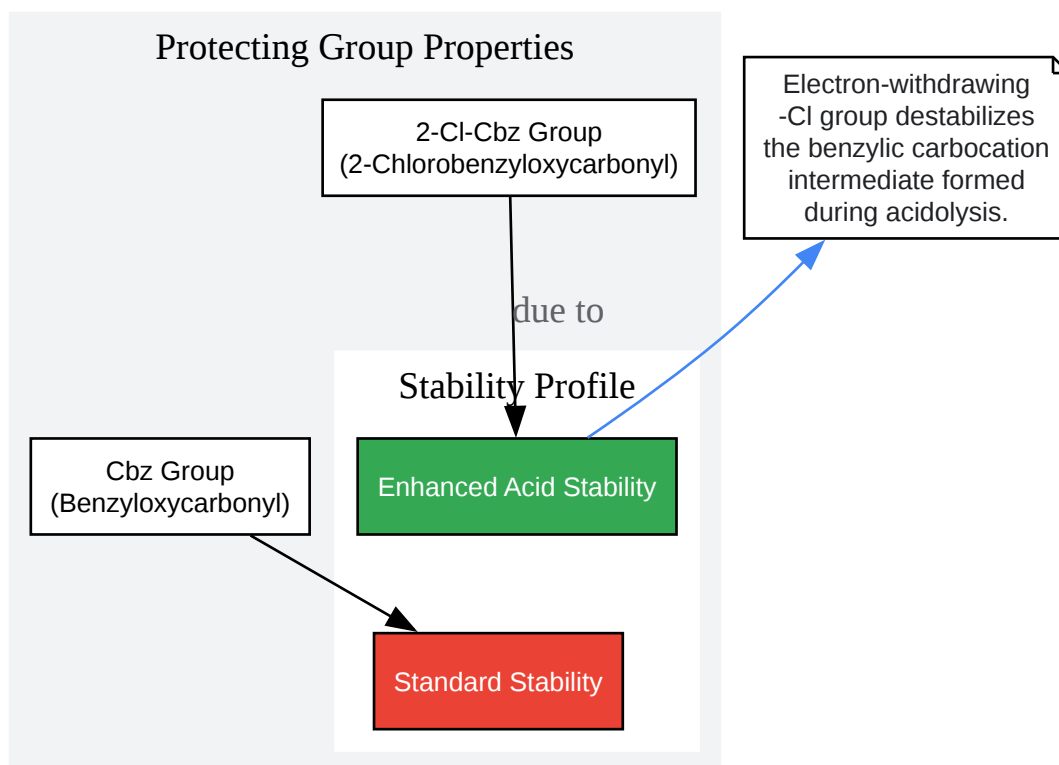 Protecting Group Properties
Electron-withdrawing
-Cl group destabilizes
the benzylic carbocation
intermediate formed
during acidolysis.
2-Cl-Cbz Group
(2-Chlorobenzyloxycarbonyl)
due to
Stability Profile
Cbz Group
(Benzyloxycarbonyl)
Enhanced Acid Stability
Standard Stability